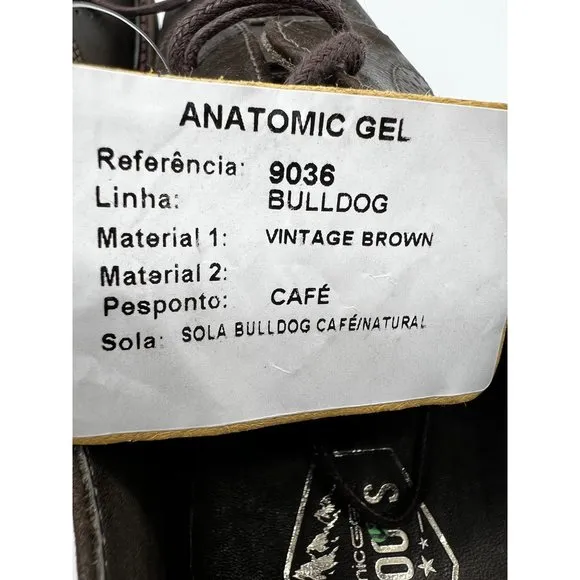 ANATOMIC GEL
Referência: 9036
Linha: BULLDOG
Material 1: VINTAGE BROWN
Material 2:
Pesponto: CAFÉ
Sola: SOLA BULLDOG CAFÉ/NATURAL